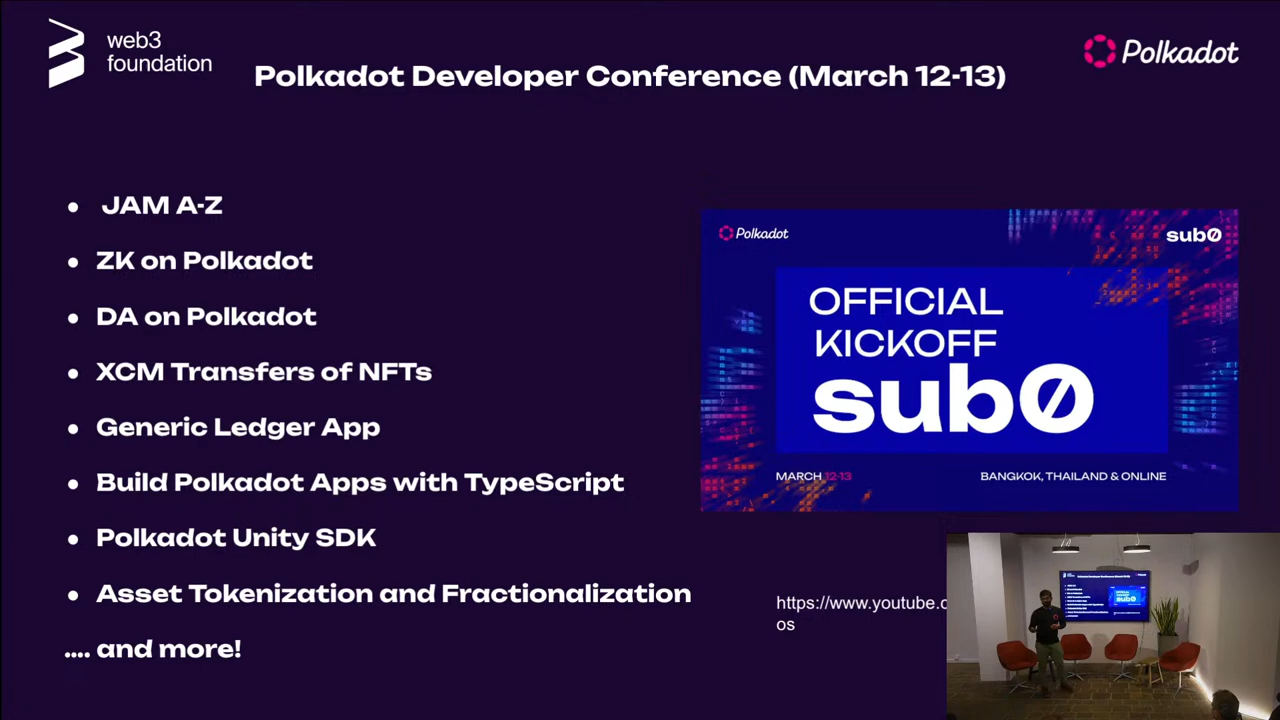 web3
foundation
Polkadot
Polkadot Developer Conference (March 12-13)
● JAM A-Z
● ZK on Polkadot
● DA on Polkadot
● XCM Transfers of NFTs
● Generic Ledger App
● Build Polkadot Apps with TypeScript
● Polkadot Unity SDK
● Asset Tokenization and Fractionalization
.... and more!
Polkadot
sub0
OFFICIAL
KICKOFF
sub0
MARCH 12-13
BANGKOK, THAILAND & ONLINE
https://www.youtube.c
os